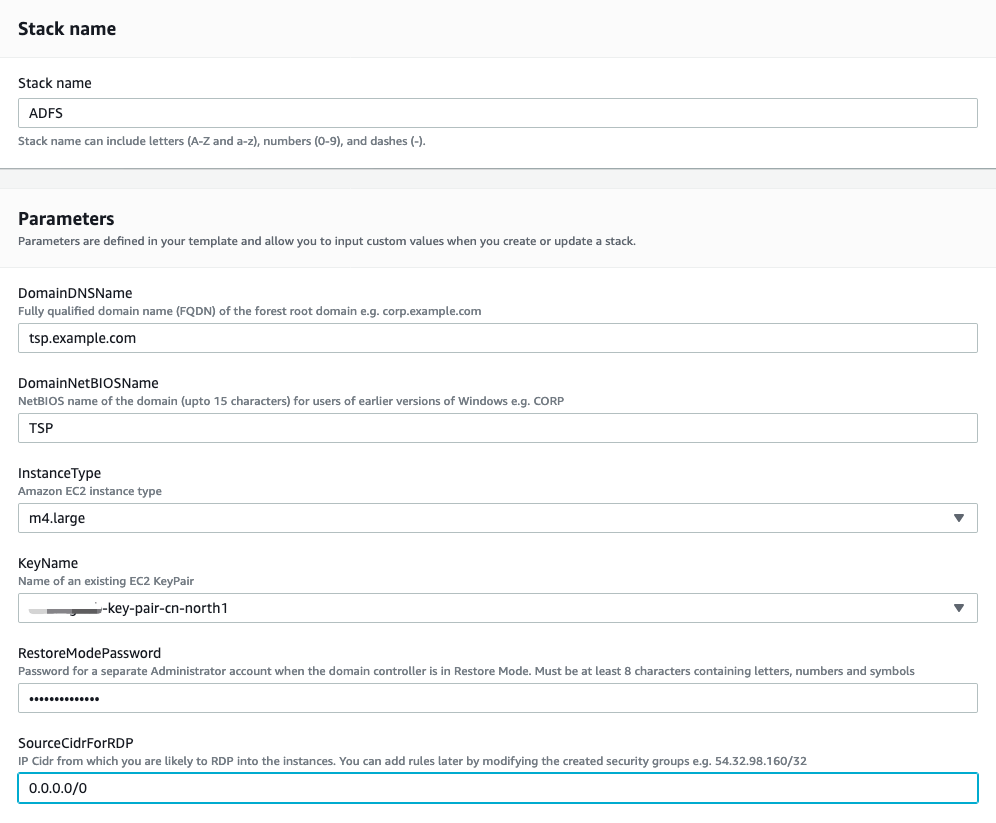 Stack name
Stack name
ADFS
Stack name can include letters (A-Z and a-z), numbers (0-9), and dashes (-).
Parameters
Parameters are defined in your template and allow you to input custom values when you create or update a stack.
DomainDNSName
Fully qualified domain name (FQDN) of the forest root domain e.g. corp.example.com
tsp.example.com
DomainNetBIOSName
NetBIOS name of the domain (upto 15 characters) for users of earlier versions of Windows e.g. CORP
TSP
InstanceType
Amazon EC2 instance type
m4.large
KeyName
Name of an existing EC2 KeyPair
-key-pair-cn-north1
RestoreModePassword
Password for a separate Administrator account when the domain controller is in Restore Mode. Must be at least 8 characters containing letters, numbers and symbols
••••••••••••••
SourceCidrForRDP
IP Cidr from which you are likely to RDP into the instances. You can add rules later by modifying the created security groups e.g. 54.32.98.160/32
0.0.0.0/0